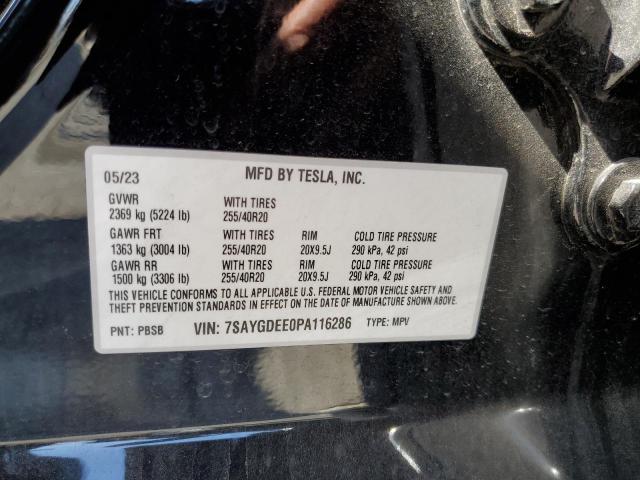 05/23 MFD BY TESLA, INC.
GVWR WITH TIRES
2369 kg (5224 lb) 255/40R20
GAWR FRT WITH TIRES RIM COLD TIRE PRESSURE
1363 kg (3004 lb) 255/40R20 20X9.5J 290 kPa, 42 psi
GAWR RR WITH TIRES RIM COLD TIRE PRESSURE
1500 kg (3306 lb) 255/40R20 20X9.5J 290 kPa, 42 psi
THIS VEHICLE CONFORMS TO ALL APPLICABLE U.S. FEDERAL MOTOR VEHICLE SAFETY AND
THEFT PREVENTION STANDARDS IN EFFECT ON THE DATE OF MANUFACTURE SHOWN ABOVE.
PNT: PBSB VIN: 7SAYGDEE0PA116286 TYPE: MPV